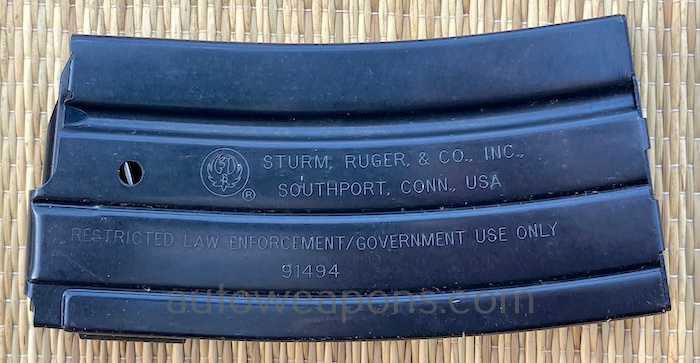 STURM, RUGER, & CO., INC.,
SOUTHPORT, CONN., USA
®
RESTRICTED LAW ENFORCEMENT/GOVERNMENT USE ONLY
91494
autoweapons.com